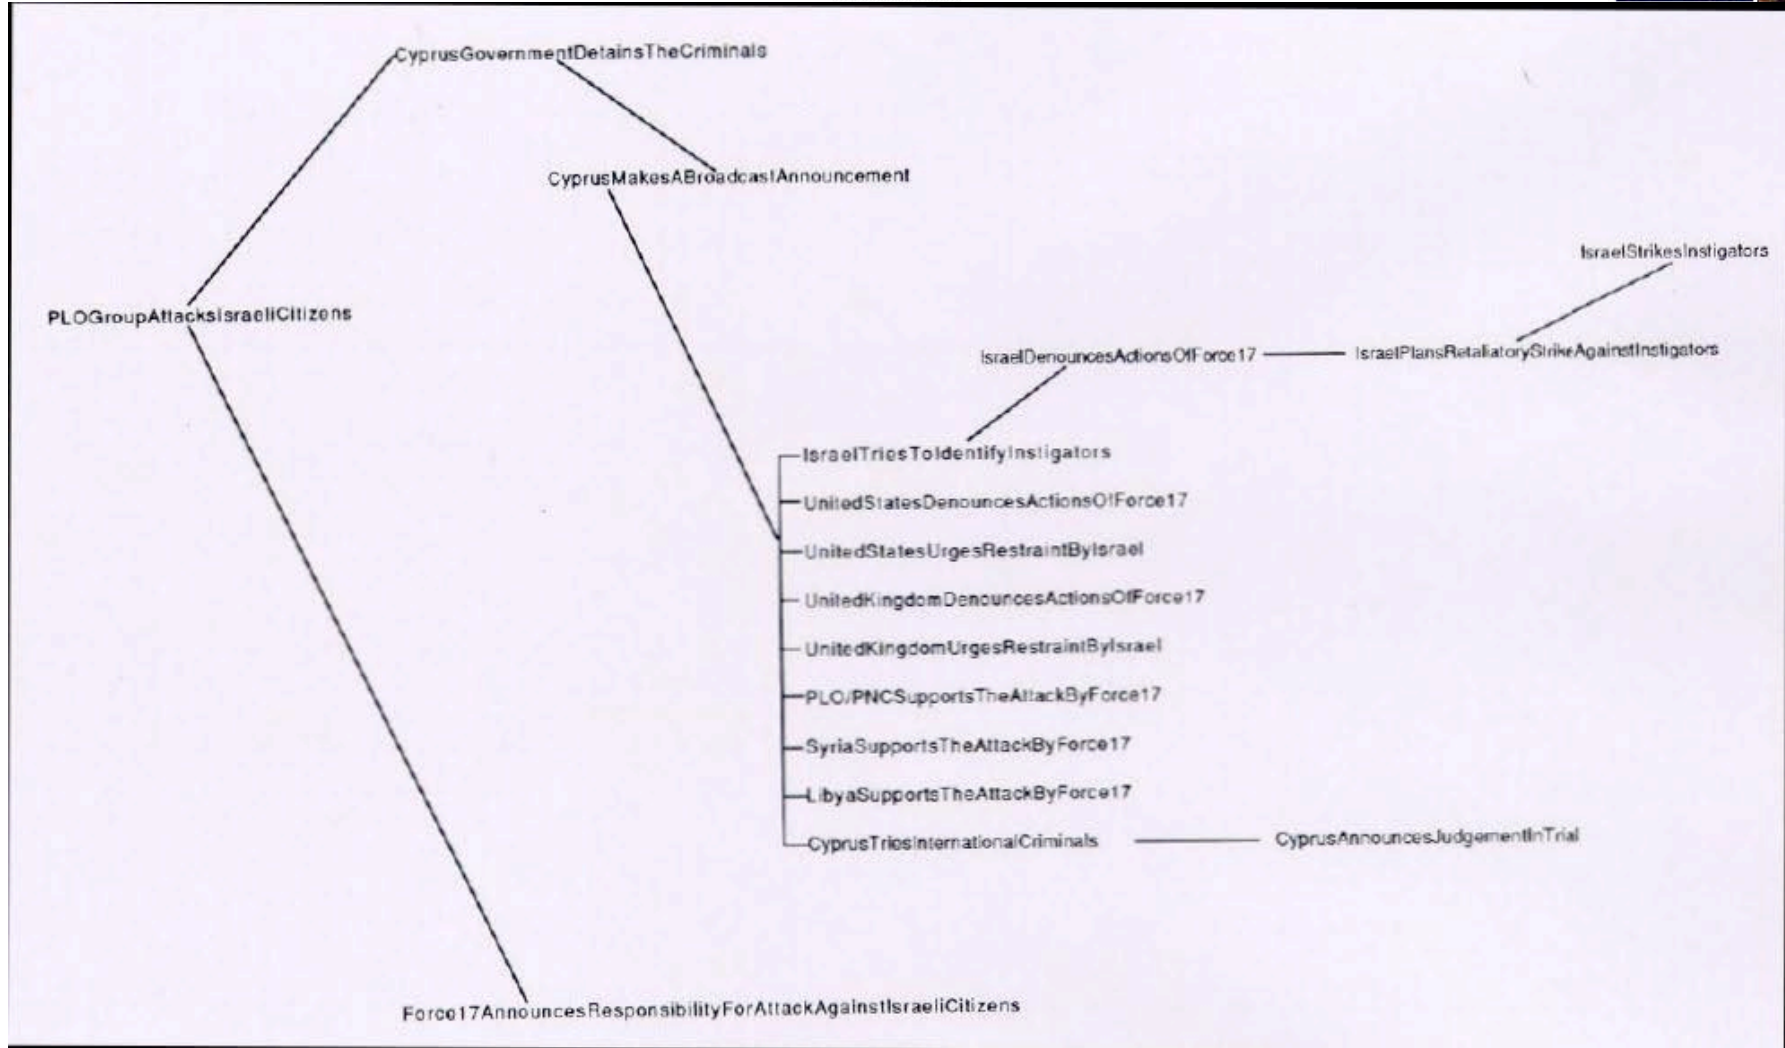 CyprusGovernmentDetainsTheCriminals
CyprusMakesABroadcastAnnouncement
IsraelStrikesInstigators
PLOGroupAttacksIsraeliCitizens
IsraelDenouncesActionsOfForce17
IsraelPlansRetaliatoryStrikeAgainstInstigators
IsraelTriesToIdentifyInstigators
UnitedStatesDenouncesActionsOfForce17
UnitedStatesUrgesRestraintByIsrael
UnitedKingdomDenouncesActionsOfForce17
UnitedKingdomUrgesRestraintByIsrael
PLO/PNCSupportsTheAttackByForce17
SyriaSupportsTheAttackByForce17
LibyaSupportsTheAttackByForce17
CyprusTriesInternationalCriminals
CyprusAnnouncesJudgementInTrial
Force17AnnouncesResponsibilityForAttackAgainstIsraeliCitizens